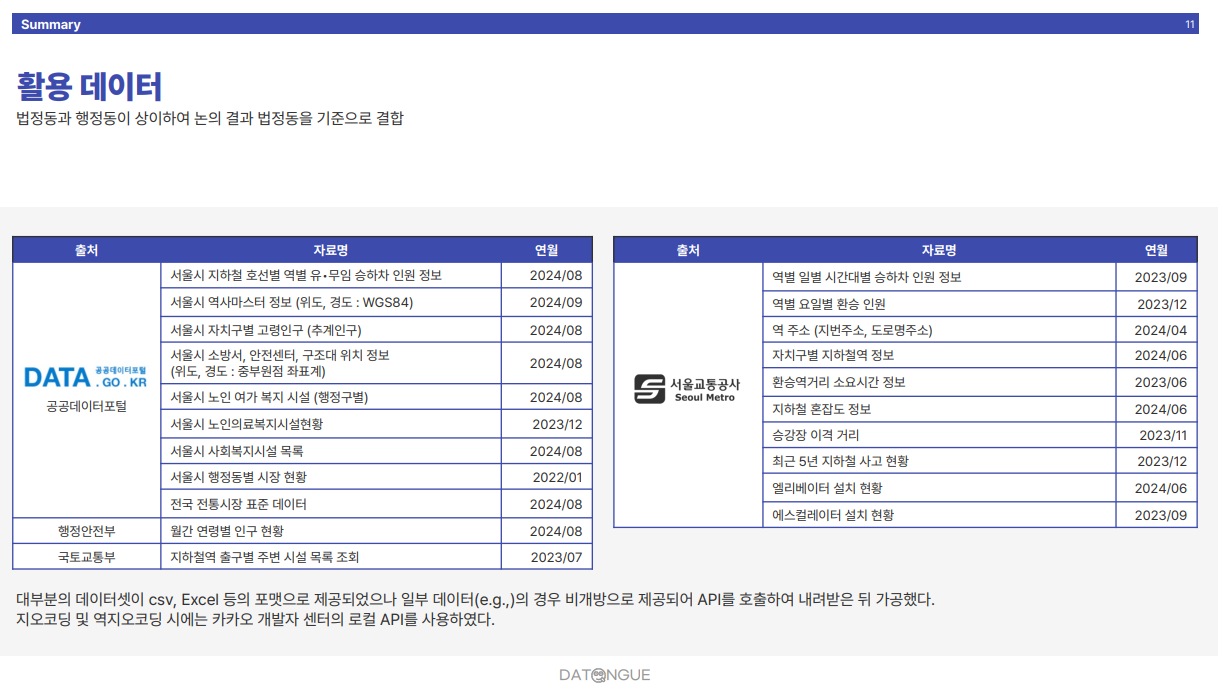 Summary
11
활용 데이터
법정동과 행정동이 상이하여 논의 결과 법정동을 기준으로 결합
출처 자료명 연월
DATA 공공데이터포털
.GO.KR
공공데이터포털
서울시 지하철 호선별 역별 유•무임 승하차 인원 정보 2024/08
서울시 역사마스터 정보 (위도, 경도 : WGS84) 2024/09
서울시 자치구별 고령인구 (추계인구) 2024/08
서울시 소방서, 안전센터, 구조대 위치 정보
(위도, 경도 : 중부원점 좌표계) 2024/08
서울시 노인 여가 복지 시설 (행정구별) 2024/08
서울시 노인의료복지시설현황 2023/12
서울시 사회복지시설 목록 2024/08
서울시 행정동별 시장 현황 2022/01
전국 전통시장 표준 데이터 2024/08
행정안전부 월간 연령별 인구 현황 2024/08
국토교통부 지하철역 출구별 주변 시설 목록 조회 2023/07
출처 자료명 연월
서울교통공사
Seoul Metro
역별 일별 시간대별 승하차 인원 정보 2023/09
역별 요일별 환승 인원 2023/12
역 주소 (지번주소, 도로명주소) 2024/04
자치구별 지하철역 정보 2024/06
환승역거리 소요시간 정보 2023/06
지하철 혼잡도 정보 2024/06
승강장 이격 거리 2023/11
최근 5년 지하철 사고 현황 2023/12
엘리베이터 설치 현황 2024/06
에스컬레이터 설치 현황 2023/09
대부분의 데이터셋이 csv, Excel 등의 포맷으로 제공되었으나 일부 데이터(e.g.,)의 경우 비개방으로 제공되어 API를 호출하여 내려받은 뒤 가공했다.
지오코딩 및 역지오코딩 시에는 카카오 개발자 센터의 로컬 API를 사용하였다.
DATONGUE